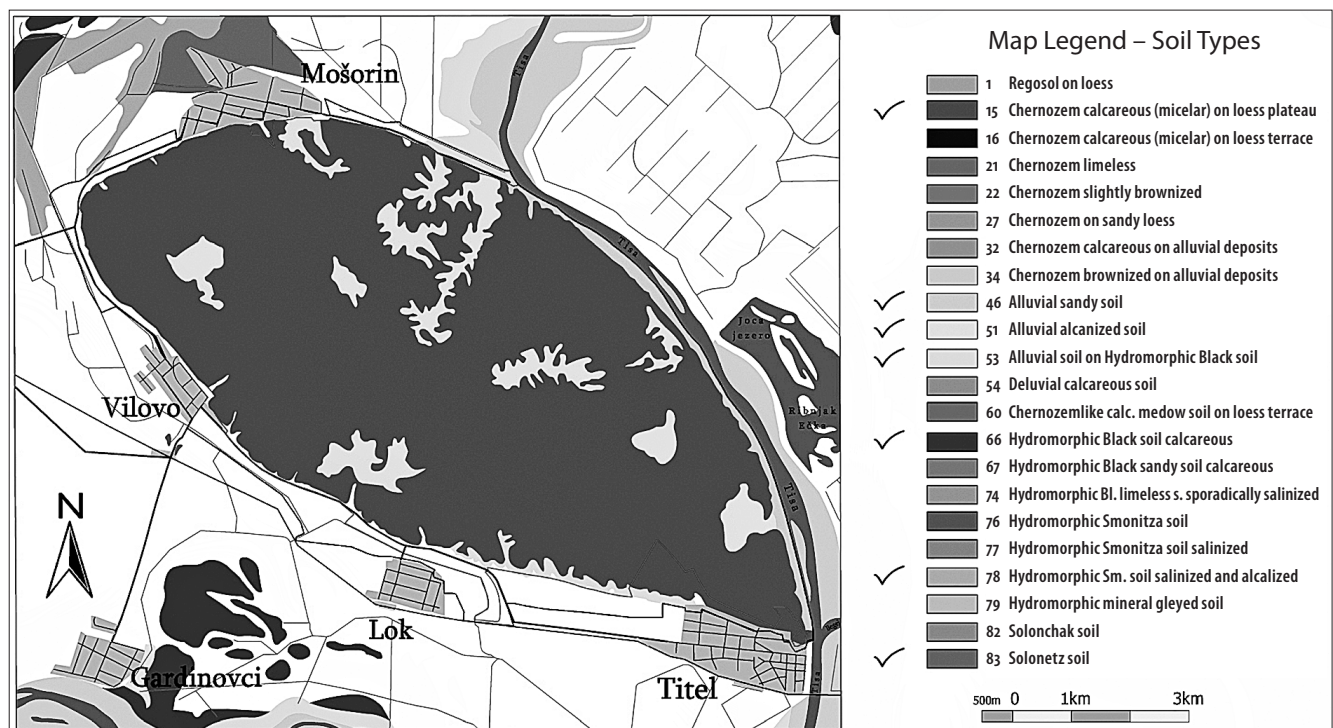 Mošorin
Tisa
Tisa
Joca
jezero
Ribnjak
Ečka
Vilovo
Tisa
N
Lok
Gardinovci
Titel
Tisa
Map Legend – Soil Types
1 Regosol on loess
15 Chernozem calcareous (micelar) on loess plateau
16 Chernozem calcareous (micelar) on loess terrace
21 Chernozem limeless
22 Chernozem slightly brownized
27 Chernozem on sandy loess
32 Chernozem calcareous on alluvial deposits
34 Chernozem brownized on alluvial deposits
46 Alluvial sandy soil
51 Alluvial alcanized soil
53 Alluvial soil on Hydromorphic Black soil
54 Deluvial calcareous soil
60 Chernozemlike calc. medow soil on loess terrace
66 Hydromorphic Black soil calcareous
67 Hydromorphic Black sandy soil calcareous
74 Hydromorphic Bl. limeless s. sporadically salinized
76 Hydromorphic Smonitza soil
77 Hydromorphic Smonitza soil salinized
78 Hydromorphic Sm. soil salinized and alcalized
79 Hydromorphic mineral gleyed soil
82 Solonchak soil
83 Solonetz soil
500m 0 1km 3km